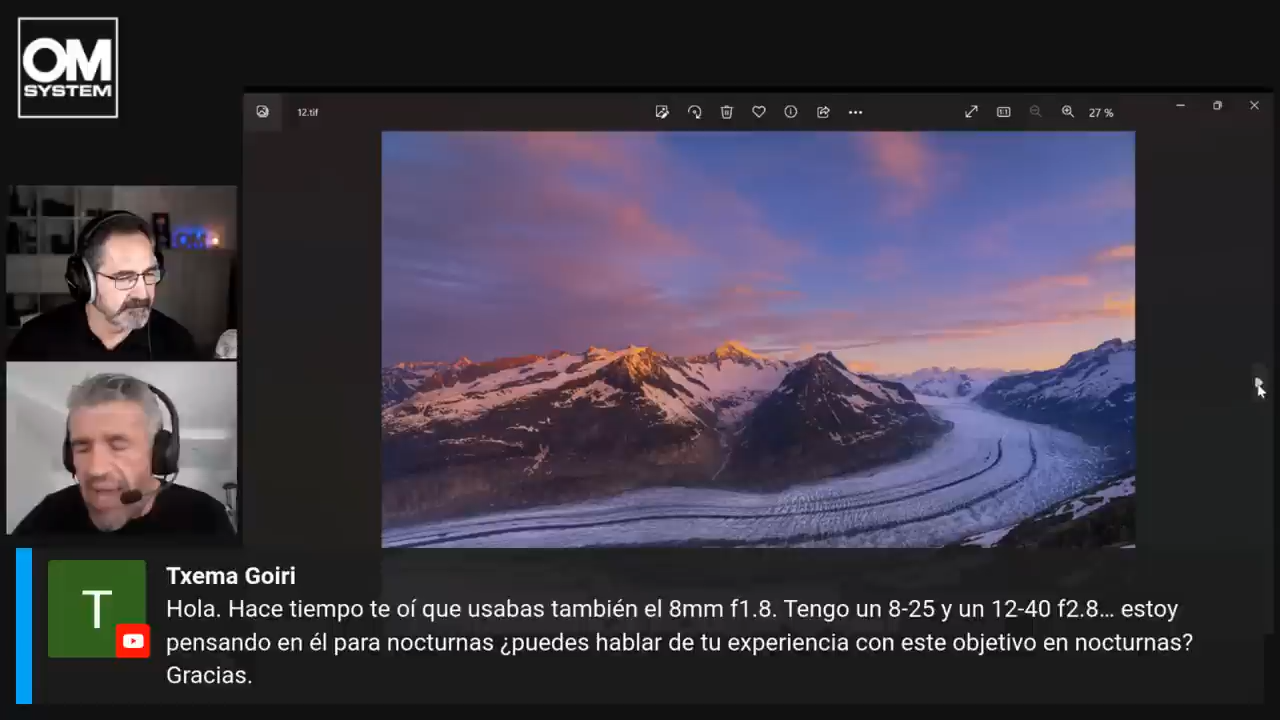 OM
SYSTEM
12.tif
27 %
OM
T
Txema Goiri
Hola. Hace tiempo te oí que usabas también el 8mm f1.8. Tengo un 8-25 y un 12-40 f2.8... estoy
pensando en él para nocturnas ¿puedes hablar de tu experiencia con este objetivo en nocturnas?
Gracias.